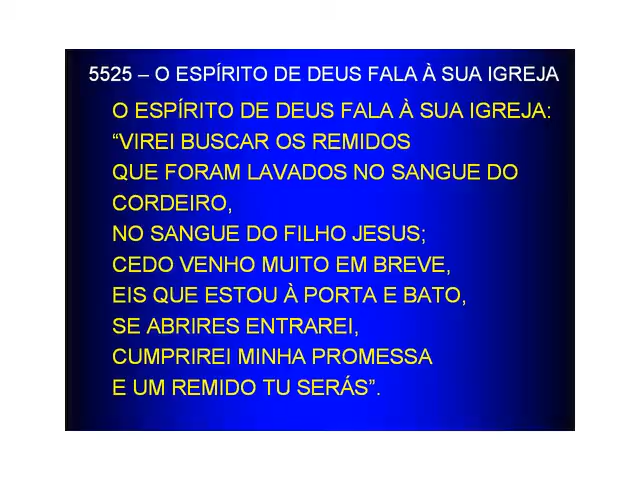 5525 – O ESPÍRITO DE DEUS FALA À SUA IGREJA
O ESPÍRITO DE DEUS FALA À SUA IGREJA:
“VIREI BUSCAR OS REMIDOS
QUE FORAM LAVADOS NO SANGUE DO
CORDEIRO,
NO SANGUE DO FILHO JESUS;
CEDO VENHO MUITO EM BREVE,
EIS QUE ESTOU À PORTA E BATO,
SE ABRIRES ENTRAREI,
CUMPRIREI MINHA PROMESSA
E UM REMIDO TU SERÁS”.